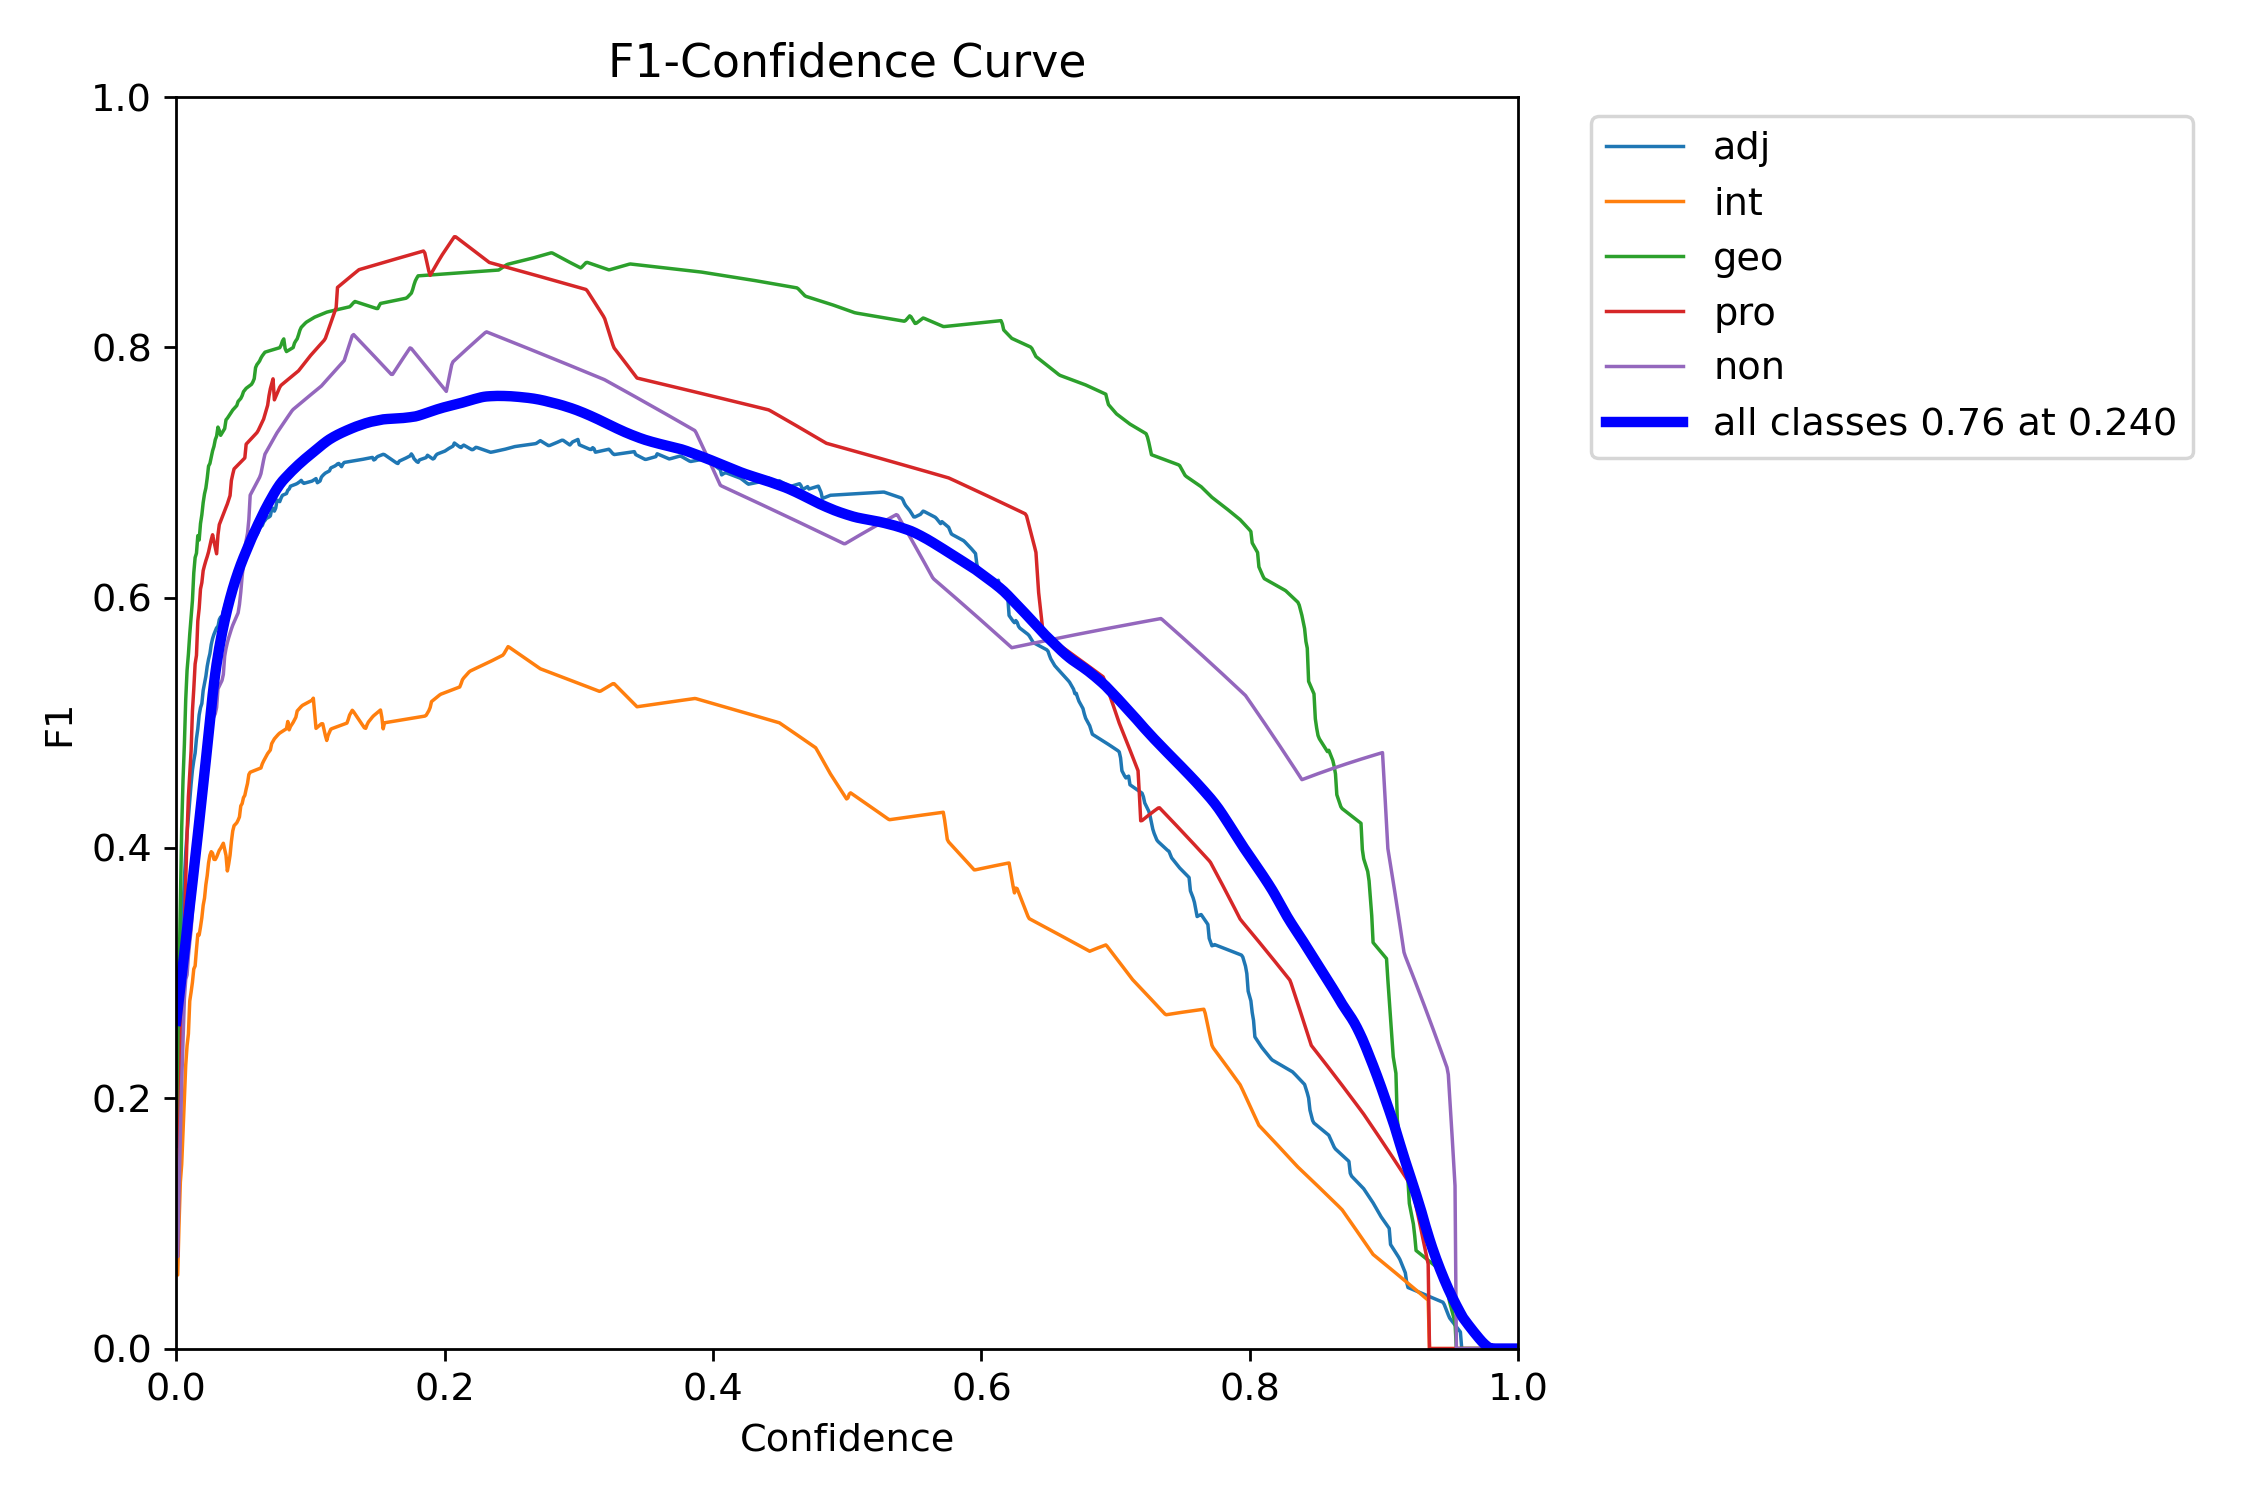 F1-Confidence Curve
1.0
0.8
0.6
0.4
0.2
0.0
F1
0.0 0.2 0.4 0.6 0.8 1.0
Confidence
adj
int
geo
pro
non
all classes 0.76 at 0.240